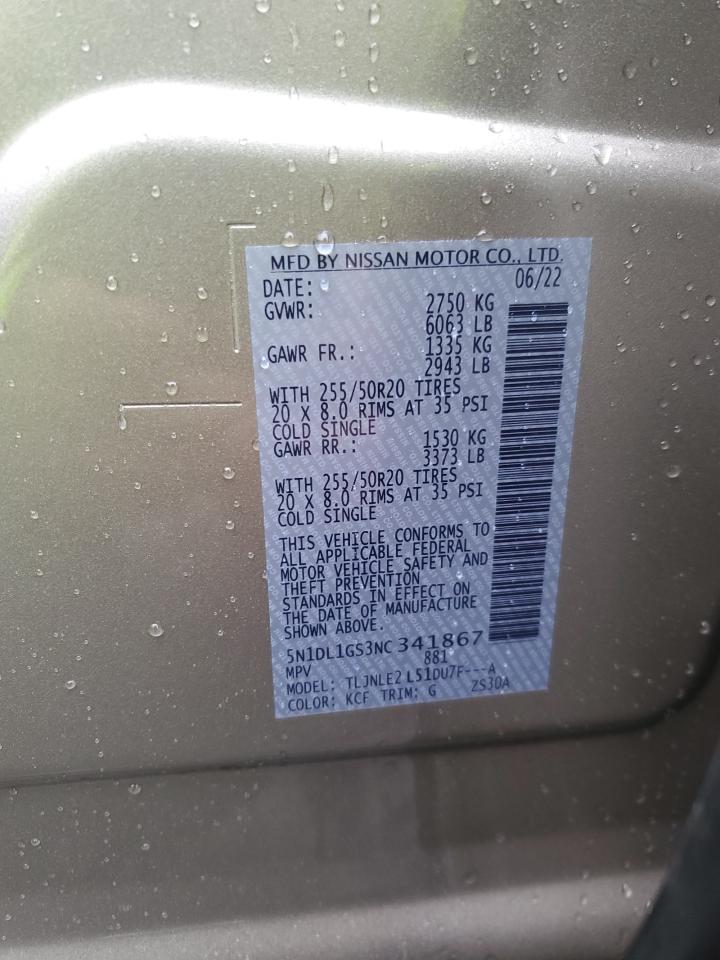 MFD BY NISSAN MOTOR CO., LTD.
DATE: 06/22
GVWR: 2750 KG
6063 LB
GAWR FR.: 1335 KG
2943 LB
WITH 255/50R20 TIRES
20 X 8.0 RIMS AT 35 PSI
COLD SINGLE
GAWR RR.: 1530 KG
3373 LB
WITH 255/50R20 TIRES
20 X 8.0 RIMS AT 35 PSI
COLD SINGLE
THIS VEHICLE CONFORMS TO
ALL APPLICABLE FEDERAL
MOTOR VEHICLE SAFETY AND
THEFT PREVENTION
STANDARDS IN EFFECT ON
THE DATE OF MANUFACTURE
SHOWN ABOVE.
5N1DL1GS3NC 341867
MPV 881
MODEL: TLJNLE2 L51DU7F---A
COLOR: KCF TRIM: G ZS30A